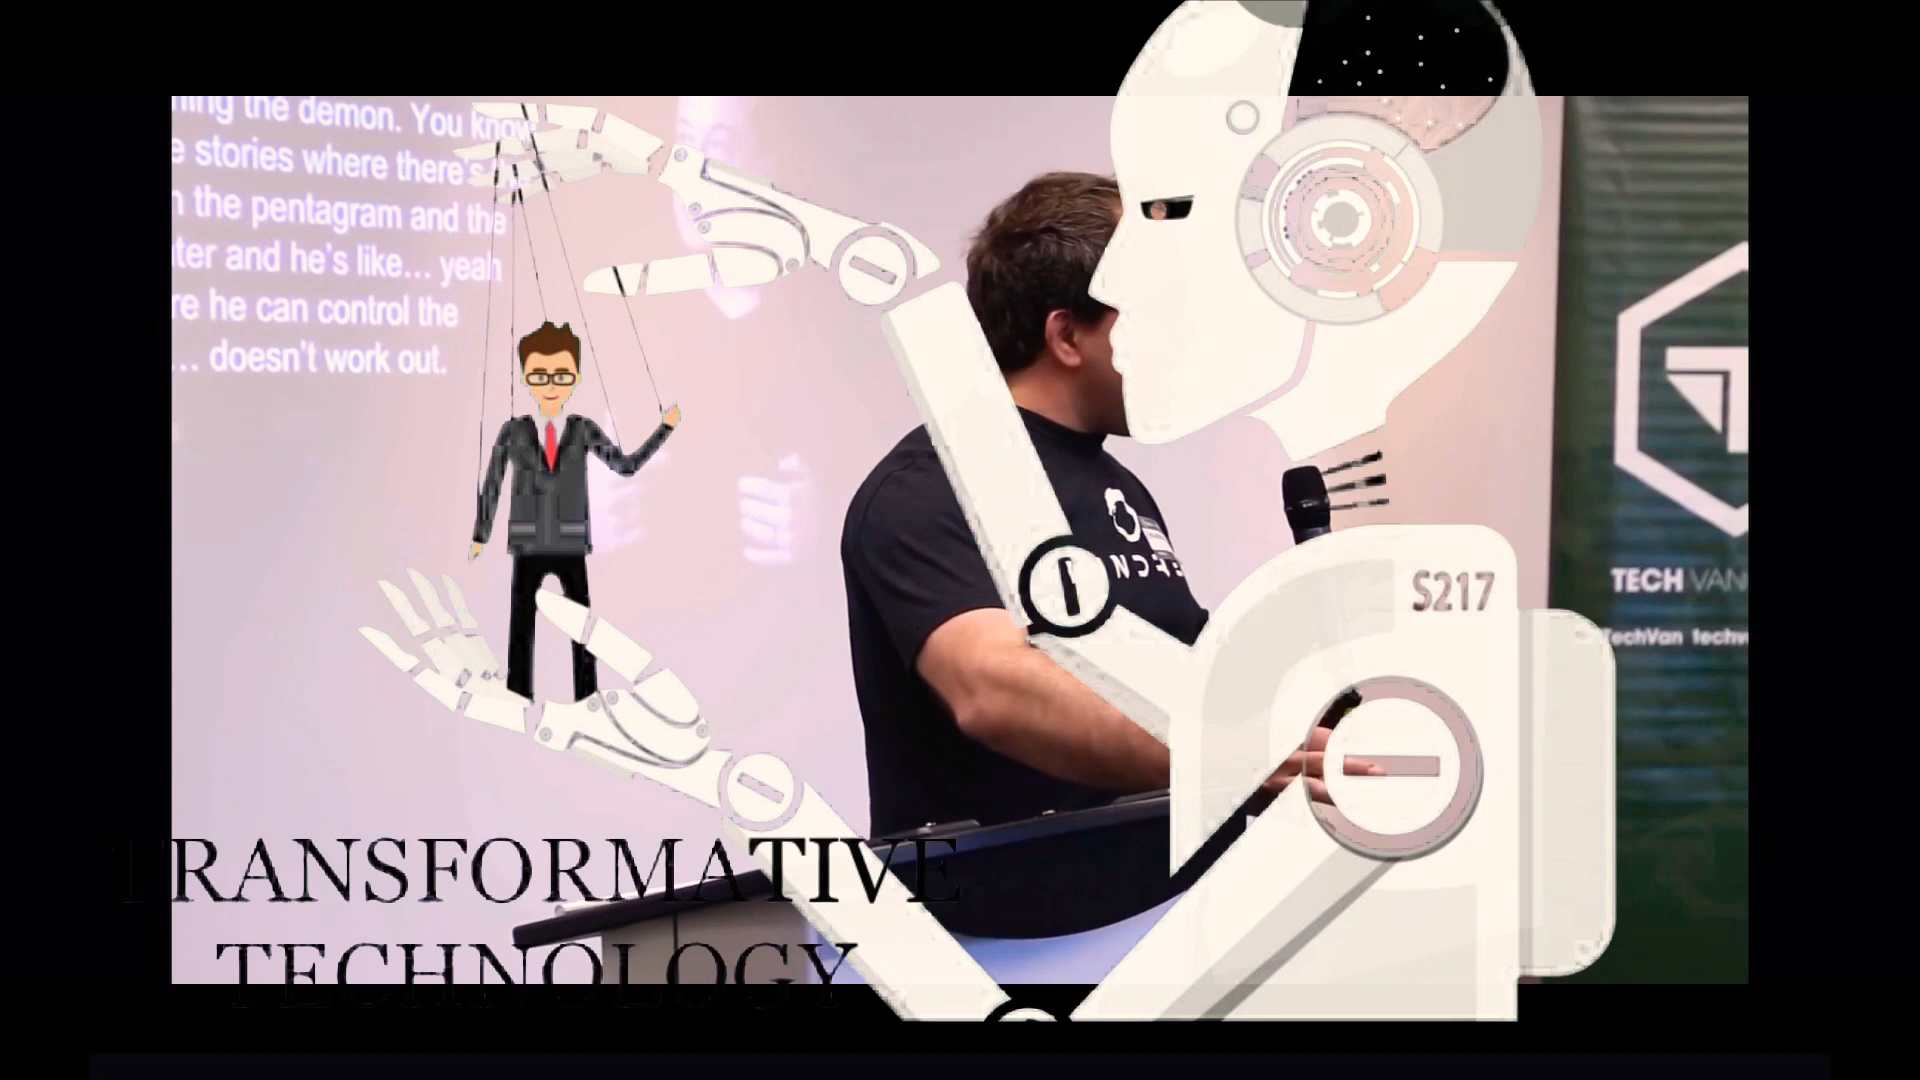 the demon. You know
stories where there's
the pentagram and the
and he's like... yeah
he can control the
... doesn't work out.
S217
TECH VAN
TechVan
TRANSFORMATIVE
TECHNOLOGY